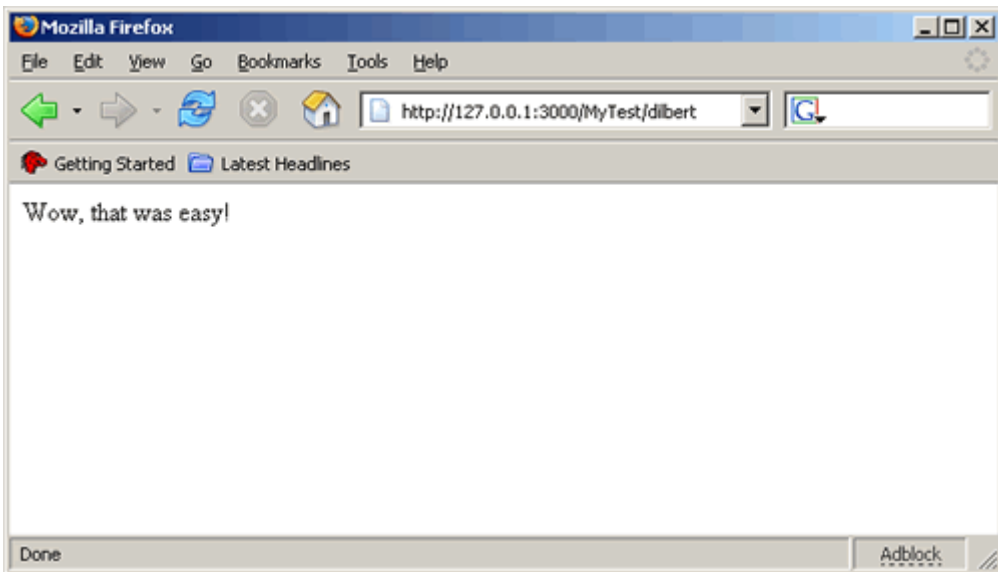 Mozilla Firefox
File Edit View Go Bookmarks Tools Help
http://127.0.0.1:3000/MyTest/dilbert G
Getting Started Latest Headlines
Wow, that was easy!
Done Adblock